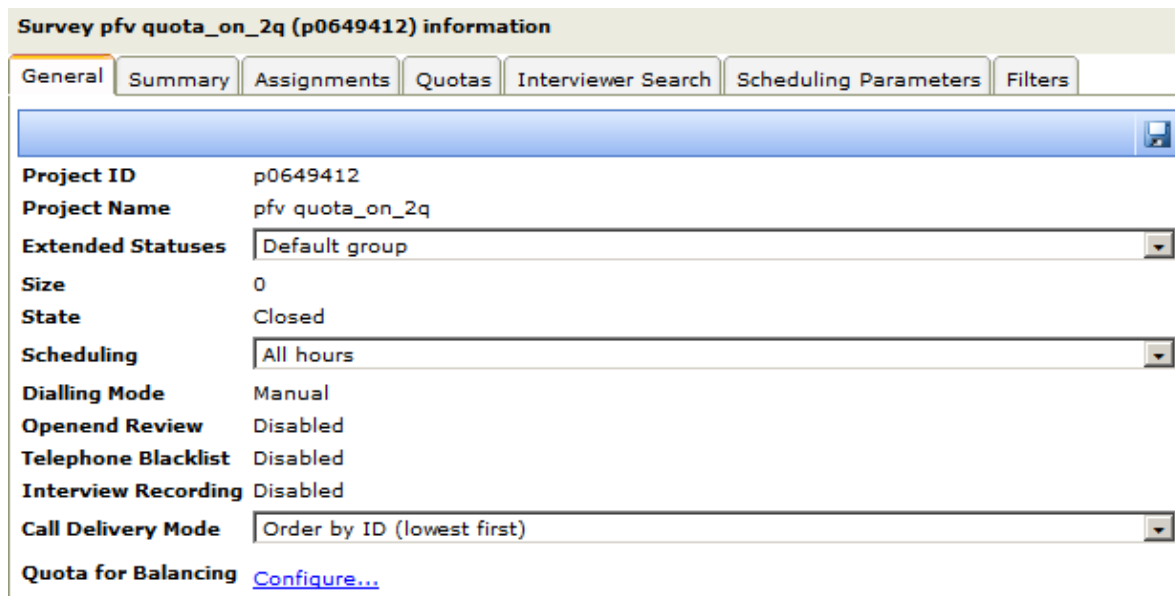 Survey pfv quota_on_2q (p0649412) information
General Summary Assignments Quotas Interviewer Search Scheduling Parameters Filters
Project ID p0649412
Project Name pfv quota_on_2q
Extended Statuses Default group
Size 0
State Closed
Scheduling All hours
Dialling Mode Manual
Openend Review Disabled
Telephone Blacklist Disabled
Interview Recording Disabled
Call Delivery Mode Order by ID (lowest first)
Quota for Balancing Configure...